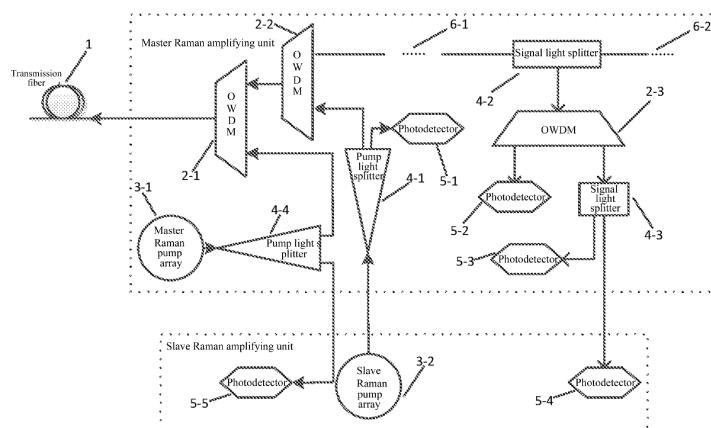 2-2
6-1
6-2
1
Master Raman amplifying unit
Transmission
fiber
OWDM
OWDM
Signal light splitter
4-2
2-3
OWDM
Photodetector
5-1
Pump
light
splitter
4-1
2-1
3-1
4-4
Master
Raman
pump
array
Pump light s
plitter
Photodetector
5-2
Signal
light
splitter
4-3
5-3
Photodetector
Slave Raman amplifying unit
3-2
Slave
Raman
pump
array
Photodetector
5-5
Photodetector
5-4